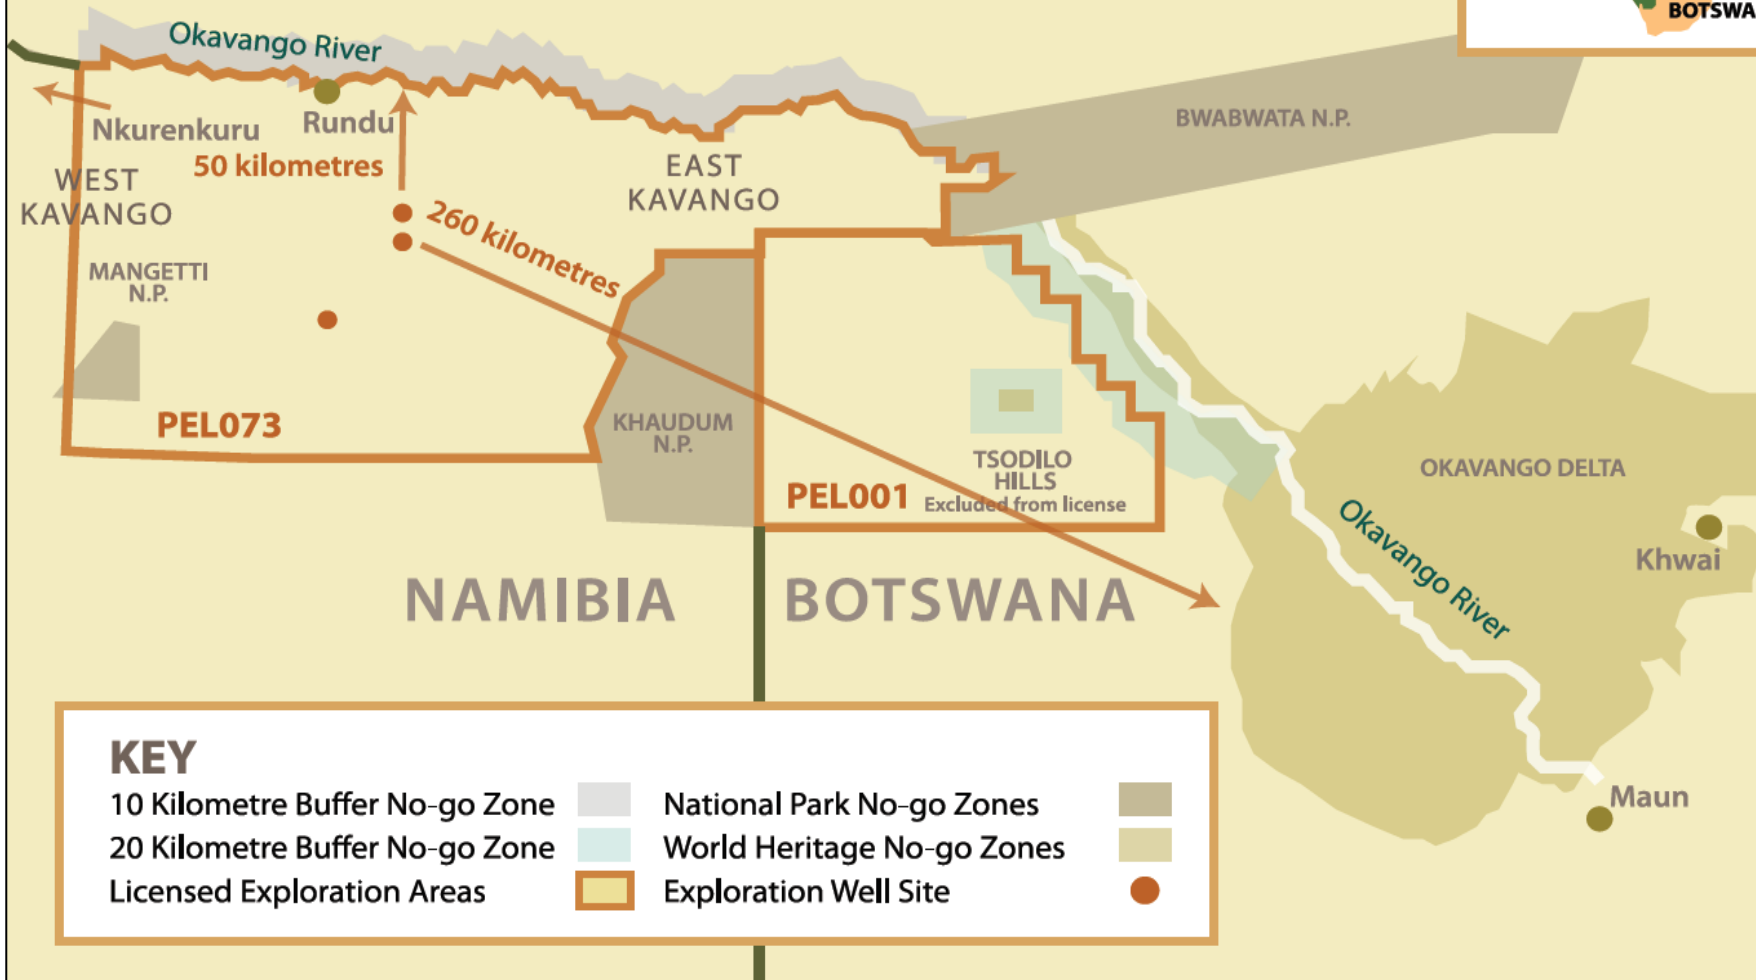 BOTSWA
Okavango River
BWABWATA N.P.
Nkurenkuru
Rundu
50 kilometres
EAST
KAVANGO
WEST
KAVANGO
260 kilometres
MANGETTI
N.P.
PEL073
KHAUDUM
N.P.
TSODILO
HILLS
Excluded from license
PEL001
OKAVANGO DELTA
Okavango River
Khwai
NAMIBIA
BOTSWANA
Maun
KEY
10 Kilometre Buffer No-go Zone
20 Kilometre Buffer No-go Zone
Licensed Exploration Areas
National Park No-go Zones
World Heritage No-go Zones
Exploration Well Site